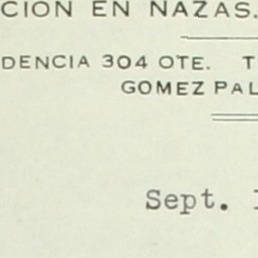 CION EN NAZAS.
DENCIA 304 OTE. T
GOMEZ PAL
Sept.